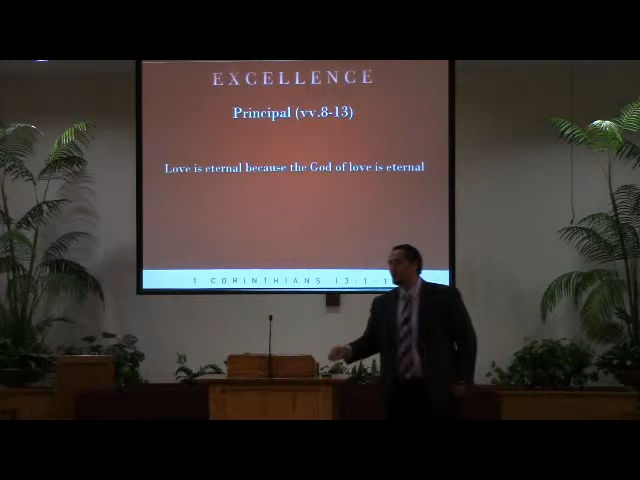 EXCELLENCE
Principal (vv.8-13)
Love is eternal because the God of love is eternal
1 CORINTHIANS 13:1-1